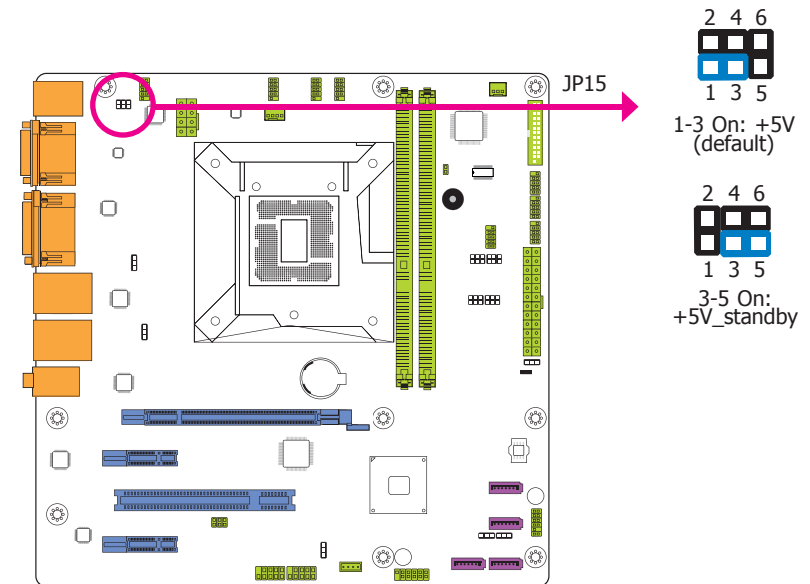 JP15
2 4 6
1 3 5
1-3 On: +5V
(default)
2 4 6
1 3 5
3-5 On:
+5V_standby